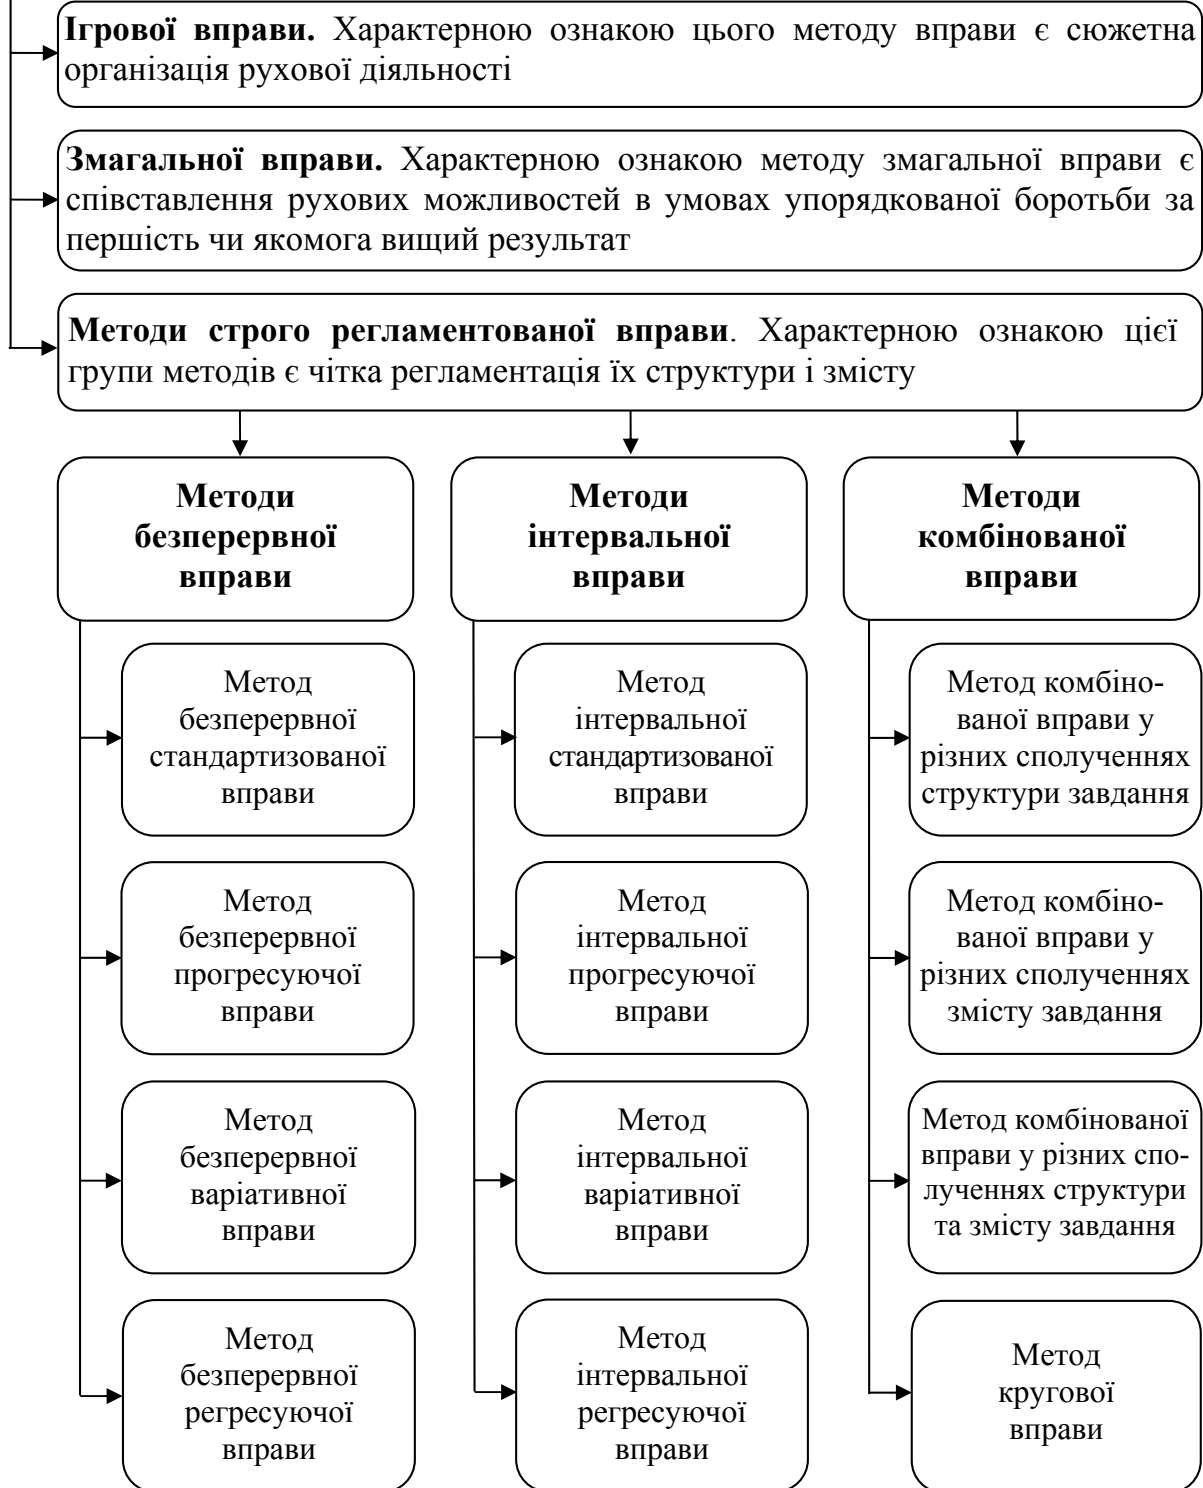 Ігрової вправи. Характерною ознакою цього методу вправи є сюжетна
організація рухової діяльності
Змагальної вправи. Характерною ознакою методу змагальної вправи є
співставлення рухових можливостей в умовах упорядкованої боротьби за
першість чи якомога вищий результат
Методи строго регламентованої вправи. Характерною ознакою цієї
групи методів є чітка регламентація їх структури і змісту
Методи
безперервної
вправи
Методи
інтервальної
вправи
Методи
комбінованої
вправи
Метод
безперервної
стандартизованої
вправи
Метод
інтервальної
стандартизованої
вправи
Метод комбіно-
ваної вправи у
різних сполученнях
структури завдання
Метод
безперервної
прогресуючої
вправи
Метод
інтервальної
прогресуючої
вправи
Метод комбіно-
ваної вправи у
різних сполученнях
змісту завдання
Метод
безперервної
варіативної
вправи
Метод
інтервальної
варіативної
вправи
Метод комбінованої
вправи у різних спо-
лученнях структури
та змісту завдання
Метод
безперервної
регресуючої
вправи
Метод
інтервальної
регресуючої
вправи
Метод
кругової
вправи